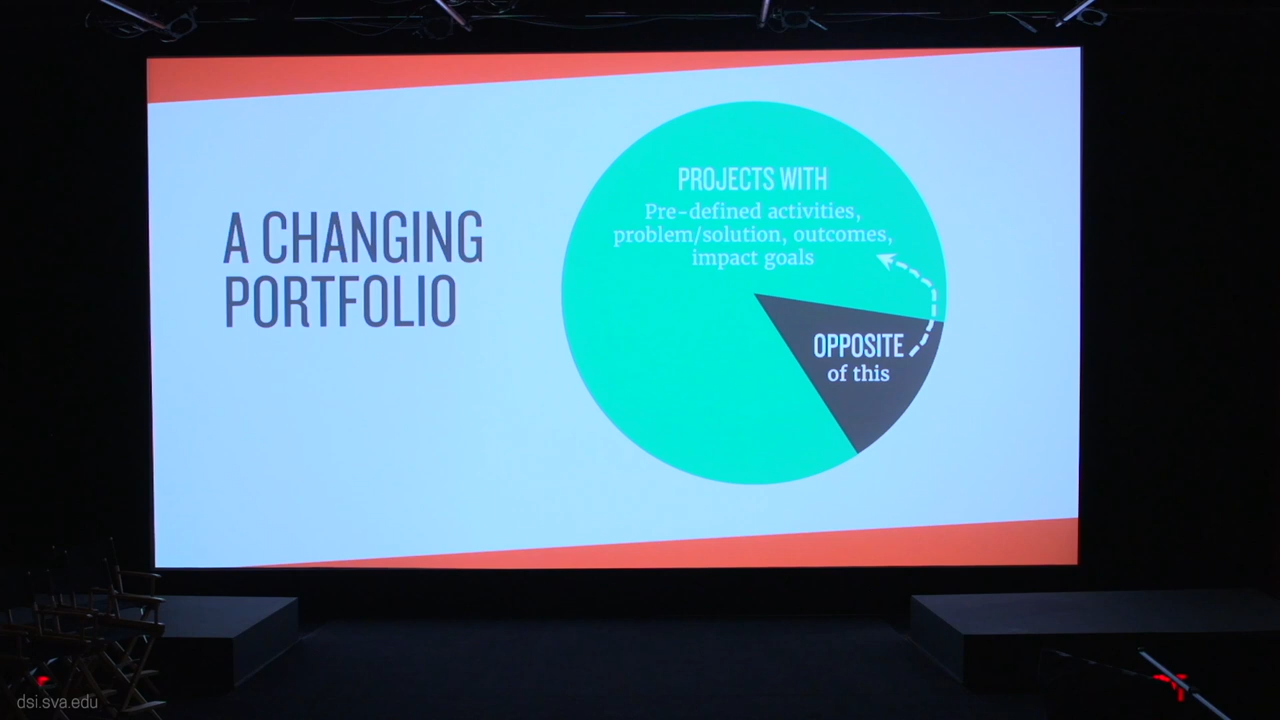 A CHANGING
PORTFOLIO
PROJECTS WITH
Pre-defined activities,
problem/solution, outcomes,
impact goals
OPPOSITE
of this
dsi.sva.edu